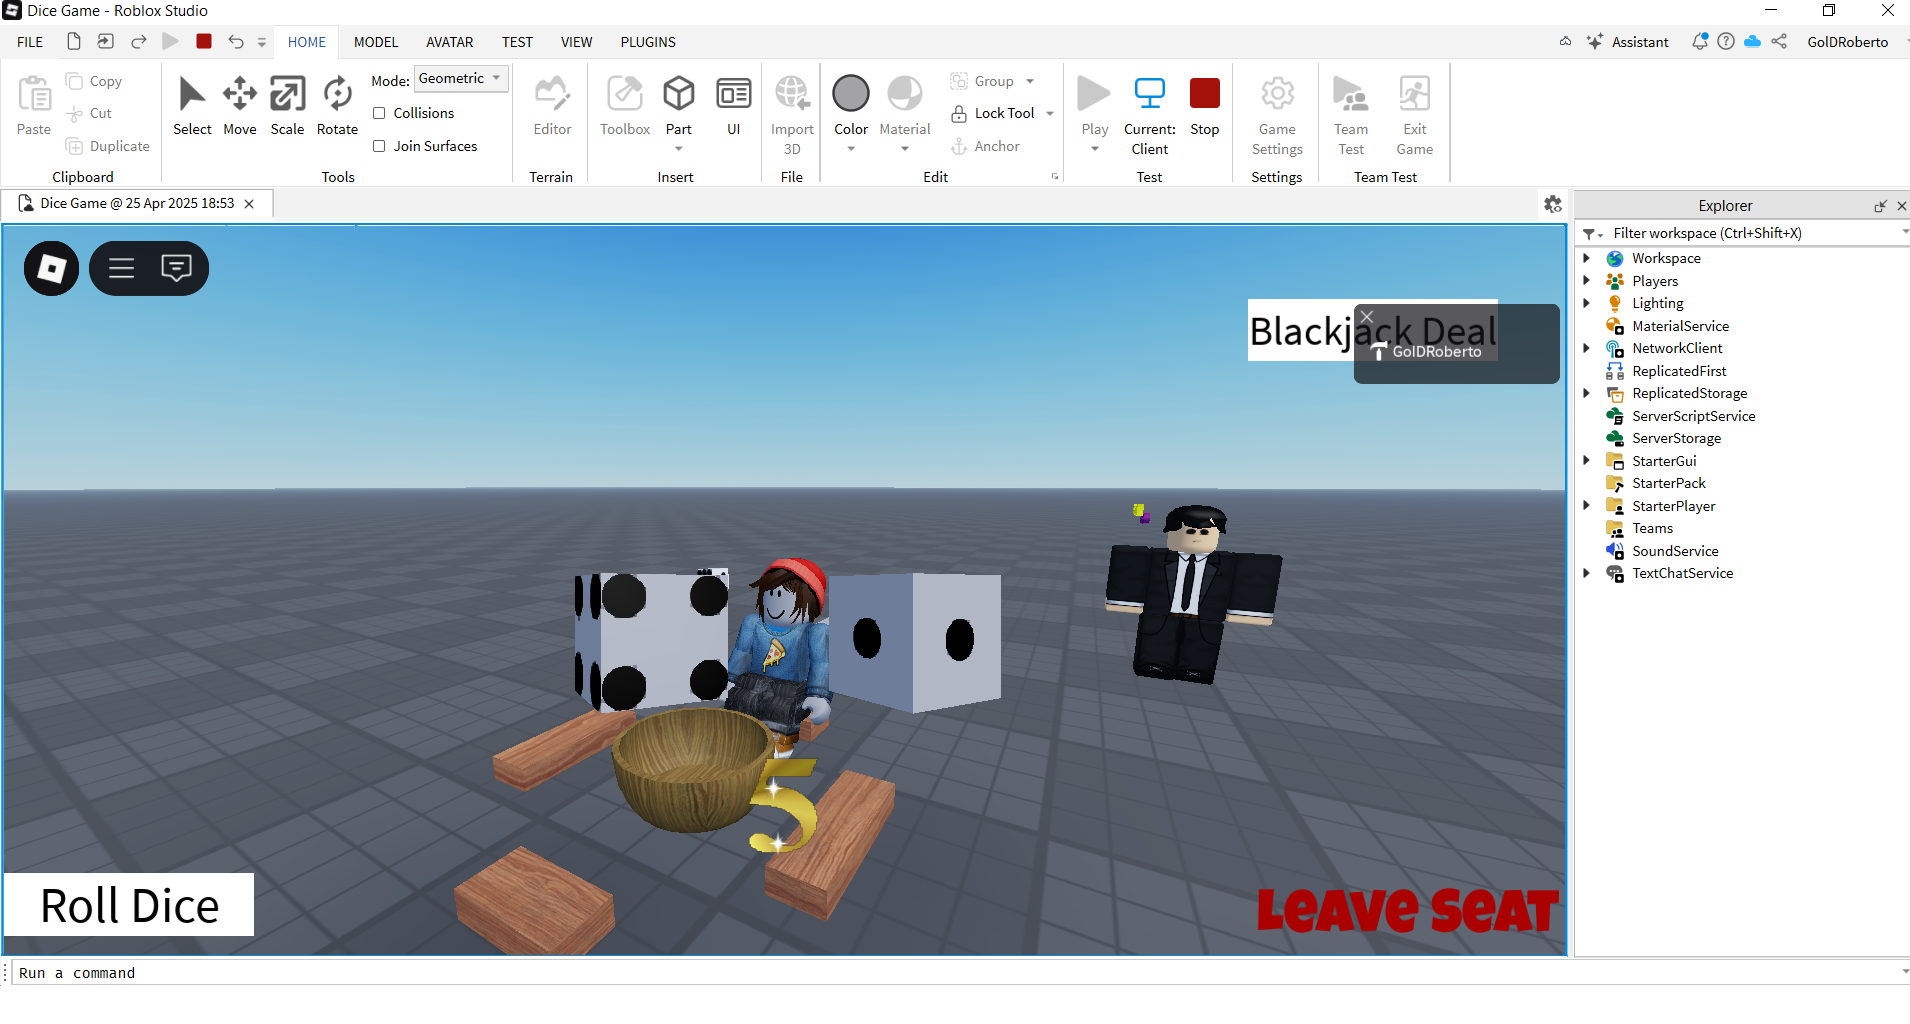 Dice Game - Roblox Studio
FILE HOME MODEL AVATAR TEST VIEW PLUGINS Assistant GolDRoberto
Paste Copy Cut Duplicate
Clipboard
Select Move Scale Rotate
Mode: Geometric
Collisions
Join Surfaces
Tools
Editor
Terrain
Toolbox Part UI
Insert
Import 3D
File
Color Material
Group
Lock Tool
Anchor
Edit
Play Current: Client Stop
Test
Game Settings
Settings
Team Test Exit Game
Team Test
Dice Game @ 25 Apr 2025 18:53
Blackjack Deal
GolDRoberto
5
Roll Dice
LEAVE SEAT
Run a command
Explorer
Filter workspace (Ctrl+Shift+X)
Workspace
Players
Lighting
MaterialService
NetworkClient
ReplicatedFirst
ReplicatedStorage
ServerScriptService
ServerStorage
StarterGui
StarterPack
StarterPlayer
Teams
SoundService
TextChatService